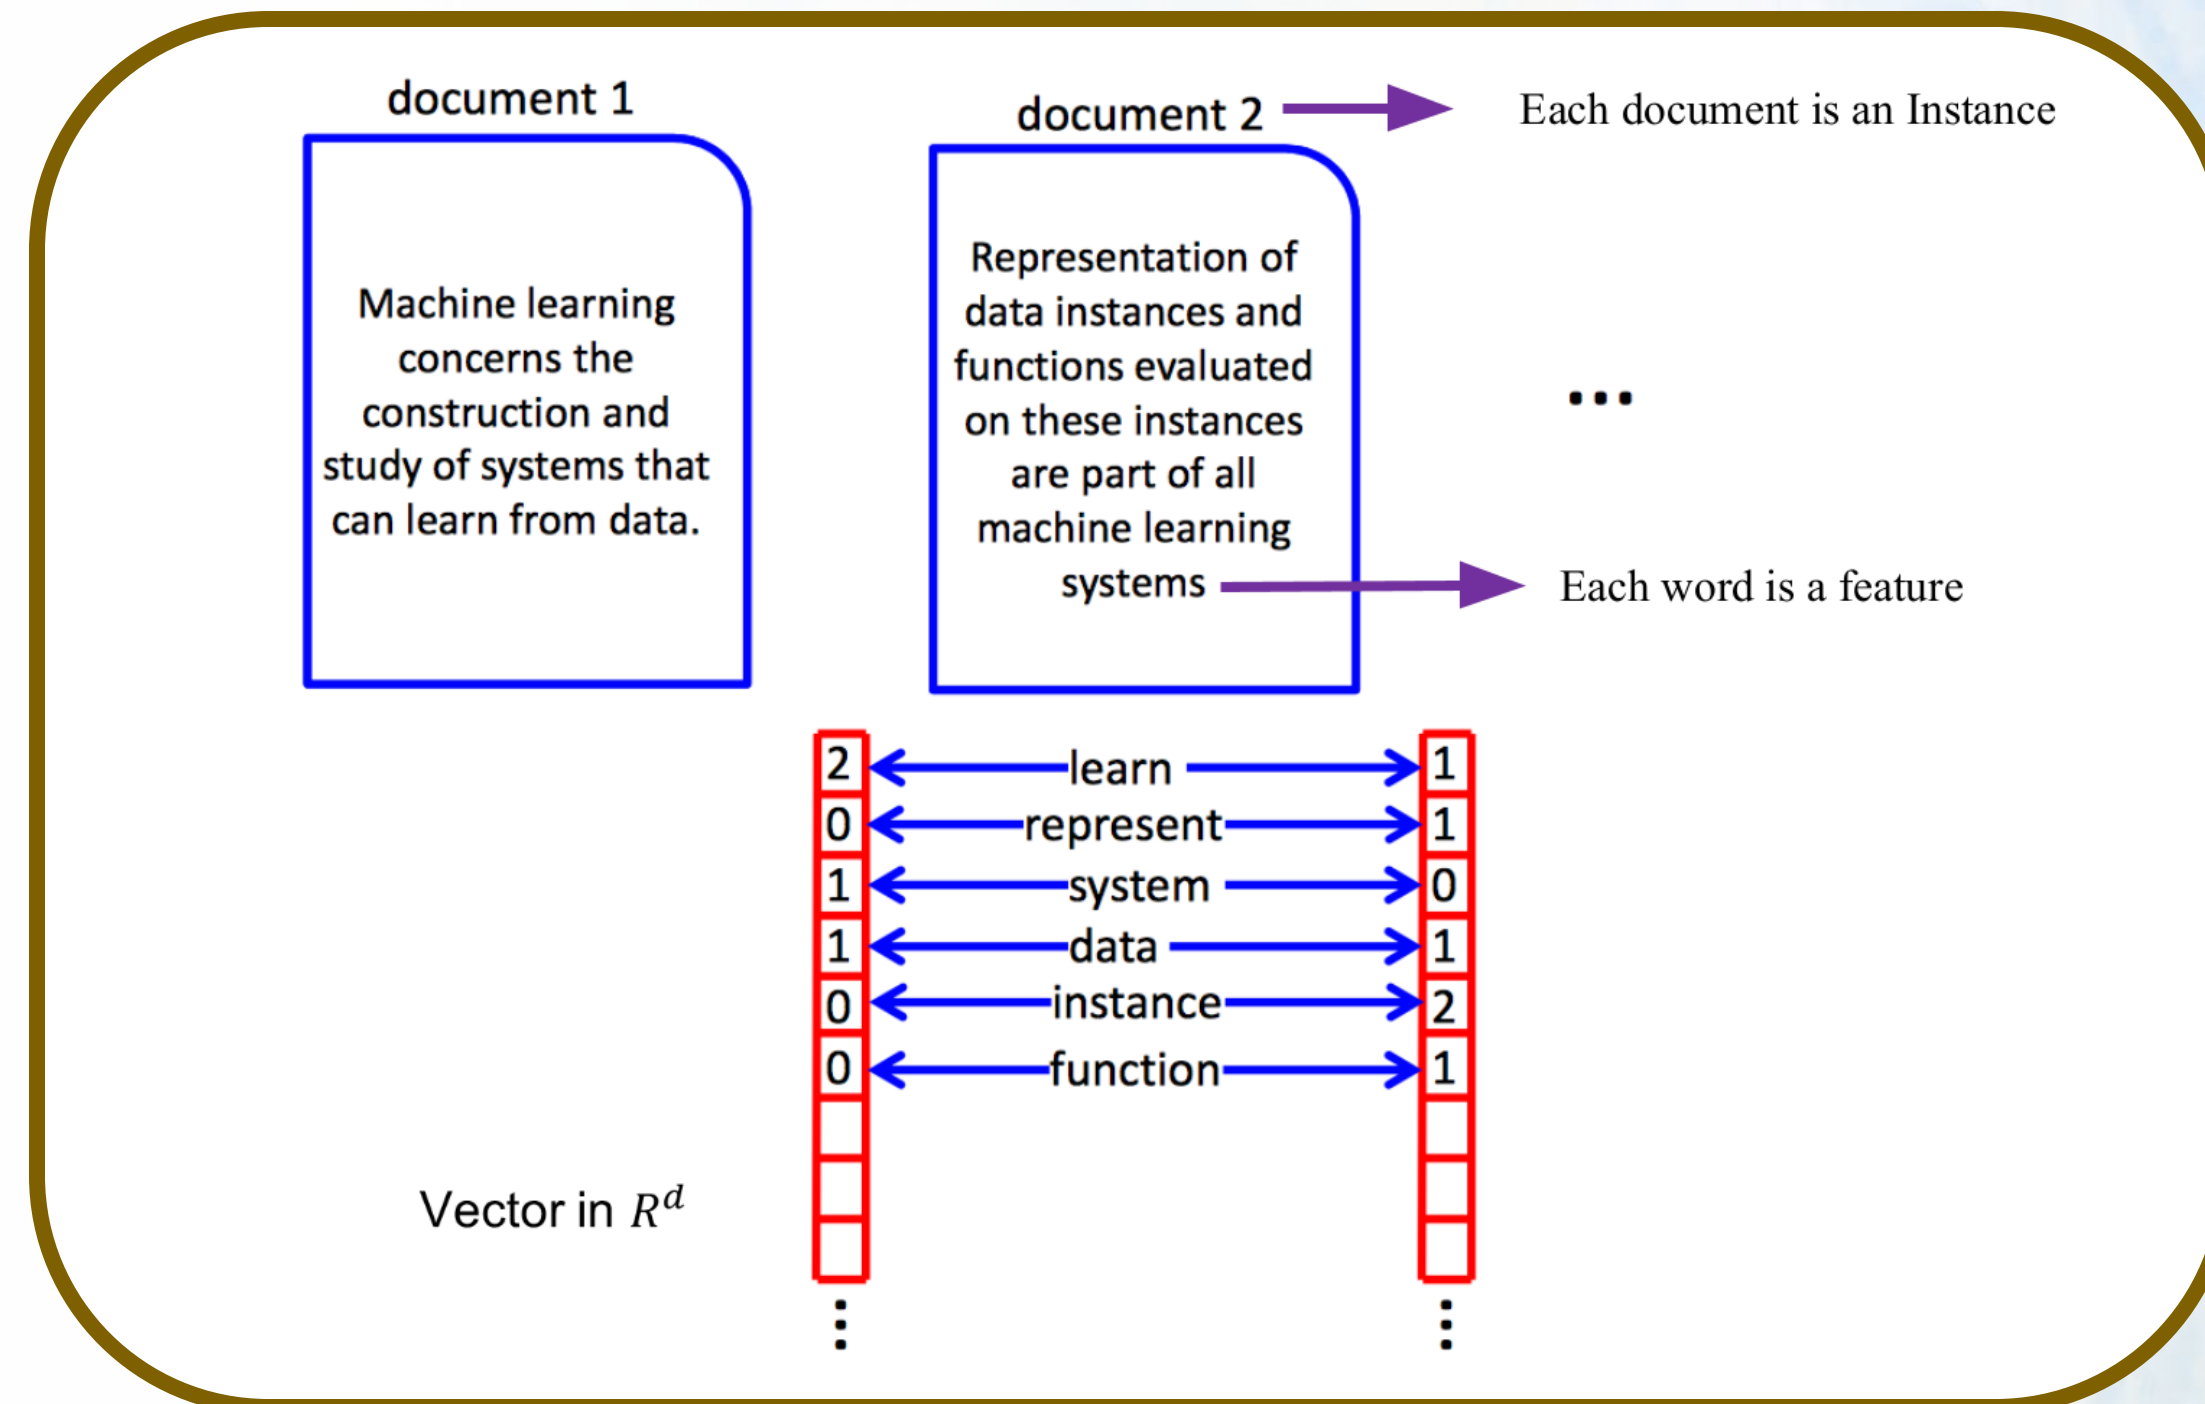 document 1
Machine learning
concerns the
construction and
study of systems that
can learn from data.
document 2
Each document is an Instance
Representation of
data instances and
functions evaluated
on these instances
are part of all
machine learning
systems
...
Each word is a feature
2 learn 1
0 represent 1
1 system 0
1 data 1
0 instance 2
0 function 1
Vector in R^d
⋮ ⋮